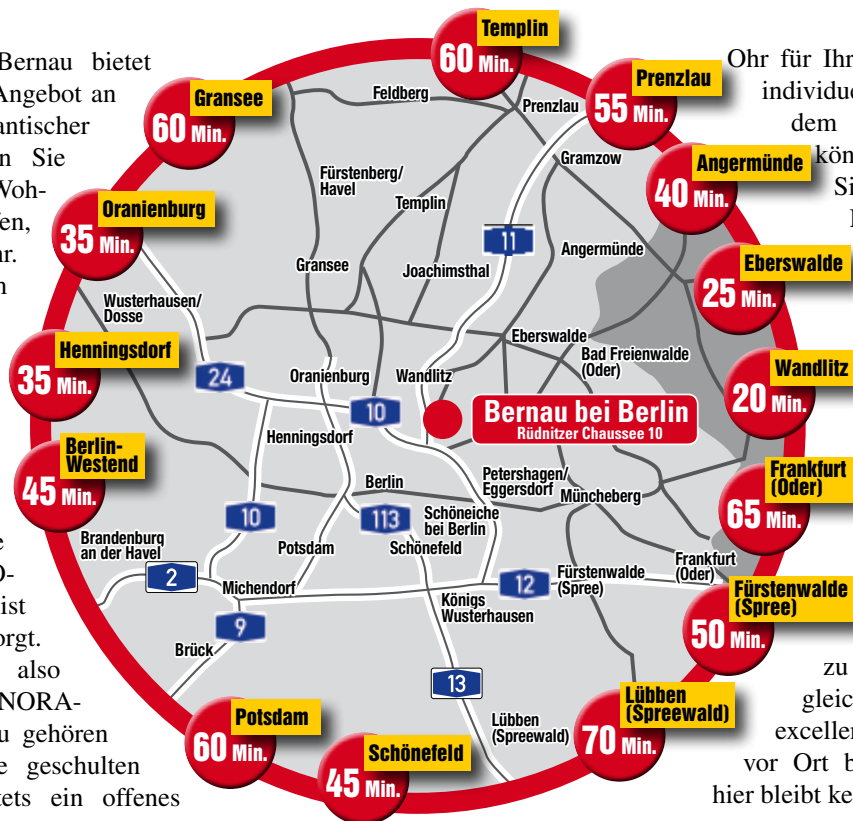 Bernau bietet
Angebot an
antischer
n Sie
Woh-
en,
hr.
n
e
O-
ist
orgt.
also
NORA-
u gehören
e geschulten
tets ein offenes
Ohr für Ihr
individue
dem
kön
Si
zu
gleic
excellen
vor Ort b
hier bleibt ke
Templin
60 Min.
Prenzlau
55 Min.
Angermünde
40 Min.
Eberswalde
25 Min.
Wandlitz
20 Min.
Frankfurt
(Oder)
65 Min.
Fürstenwalde
(Spree)
50 Min.
Lübben
(Spreewald)
70 Min.
Schönefeld
45 Min.
Potsdam
60 Min.
Berlin-
Westend
45 Min.
Henningsdorf
35 Min.
Oranienburg
35 Min.
Gransee
60 Min.
Feldberg
Prenzlau
Gramzow
Fürstenberg/
Havel
Templin
11
Angermünde
Gransee
Joachimsthal
Wusterhausen/
Dosse
Eberswalde
Bad Freienwalde
(Oder)
24
Oranienburg
Wandlitz
10
Bernau bei Berlin
Rüdnitzer Chaussee 10
Henningsdorf
Berlin
Petershagen/
Eggersdorf
Müncheberg
10
113
Schöneiche
bei Berlin
Brandenburg
an der Havel
Potsdam
Schönefeld
Frankfurt
(Oder)
2
Michendorf
12
Fürstenwalde
(Spree)
9
Königs
Wusterhausen
Brück
13
Lübben
(Spreewald)